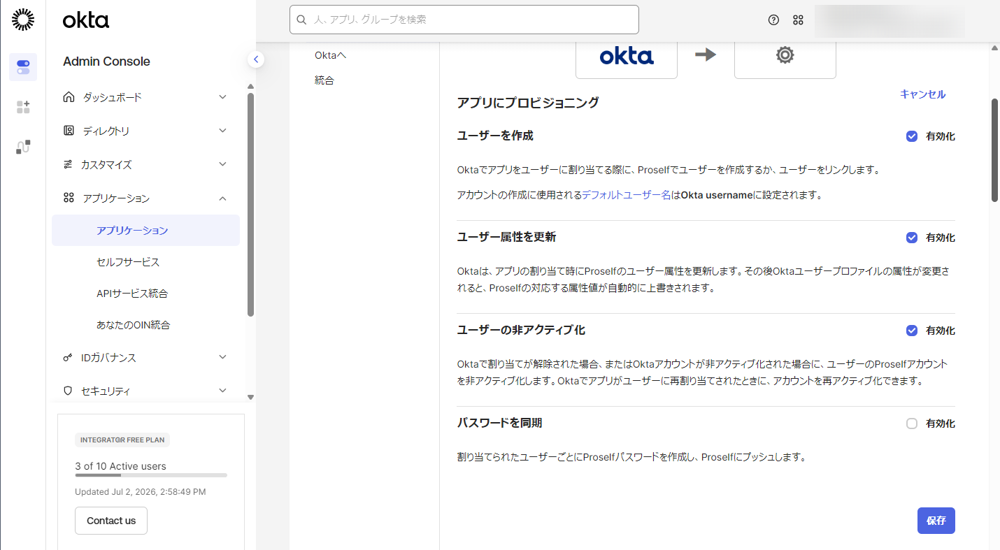 okta
人、アプリ、グループを検索
Admin Console
ダッシュボード
ディレクトリ
カスタマイズ
アプリケーション
アプリケーション
セルフサービス
APIサービス統合
あなたのOIN統合
IDガバナンス
セキュリティ
INTEGRATOR FREE PLAN
3 of 10 Active users
Updated Jul 2, 2026, 2:58:49 PM
Contact us
Oktaへ
統合
okta
アプリにプロビジョニング
キャンセル
ユーザーを作成
有効化
Oktaでアプリをユーザーに割り当てる際に、Proselfでユーザーを作成するか、ユーザーをリンクします。
アカウントの作成に使用されるデフォルトユーザー名はOkta usernameに設定されます。
ユーザー属性を更新
有効化
Oktaは、アプリの割り当て時にProselfのユーザー属性を更新します。その後Oktaユーザープロファイルの属性が変更さ
れると、Proselfの対応する属性値が自動的に上書きされます。
ユーザーの非アクティブ化
有効化
Oktaで割り当てが解除された場合、またはOktaアカウントが非アクティブ化された場合に、ユーザーのProselfアカウント
を非アクティブ化します。Oktaでアプリがユーザーに再割り当てされたときに、アカウントを再アクティブ化できます。
パスワードを同期
有効化
割り当てられたユーザーごとにProselfパスワードを作成し、Proselfにプッシュします。
保存